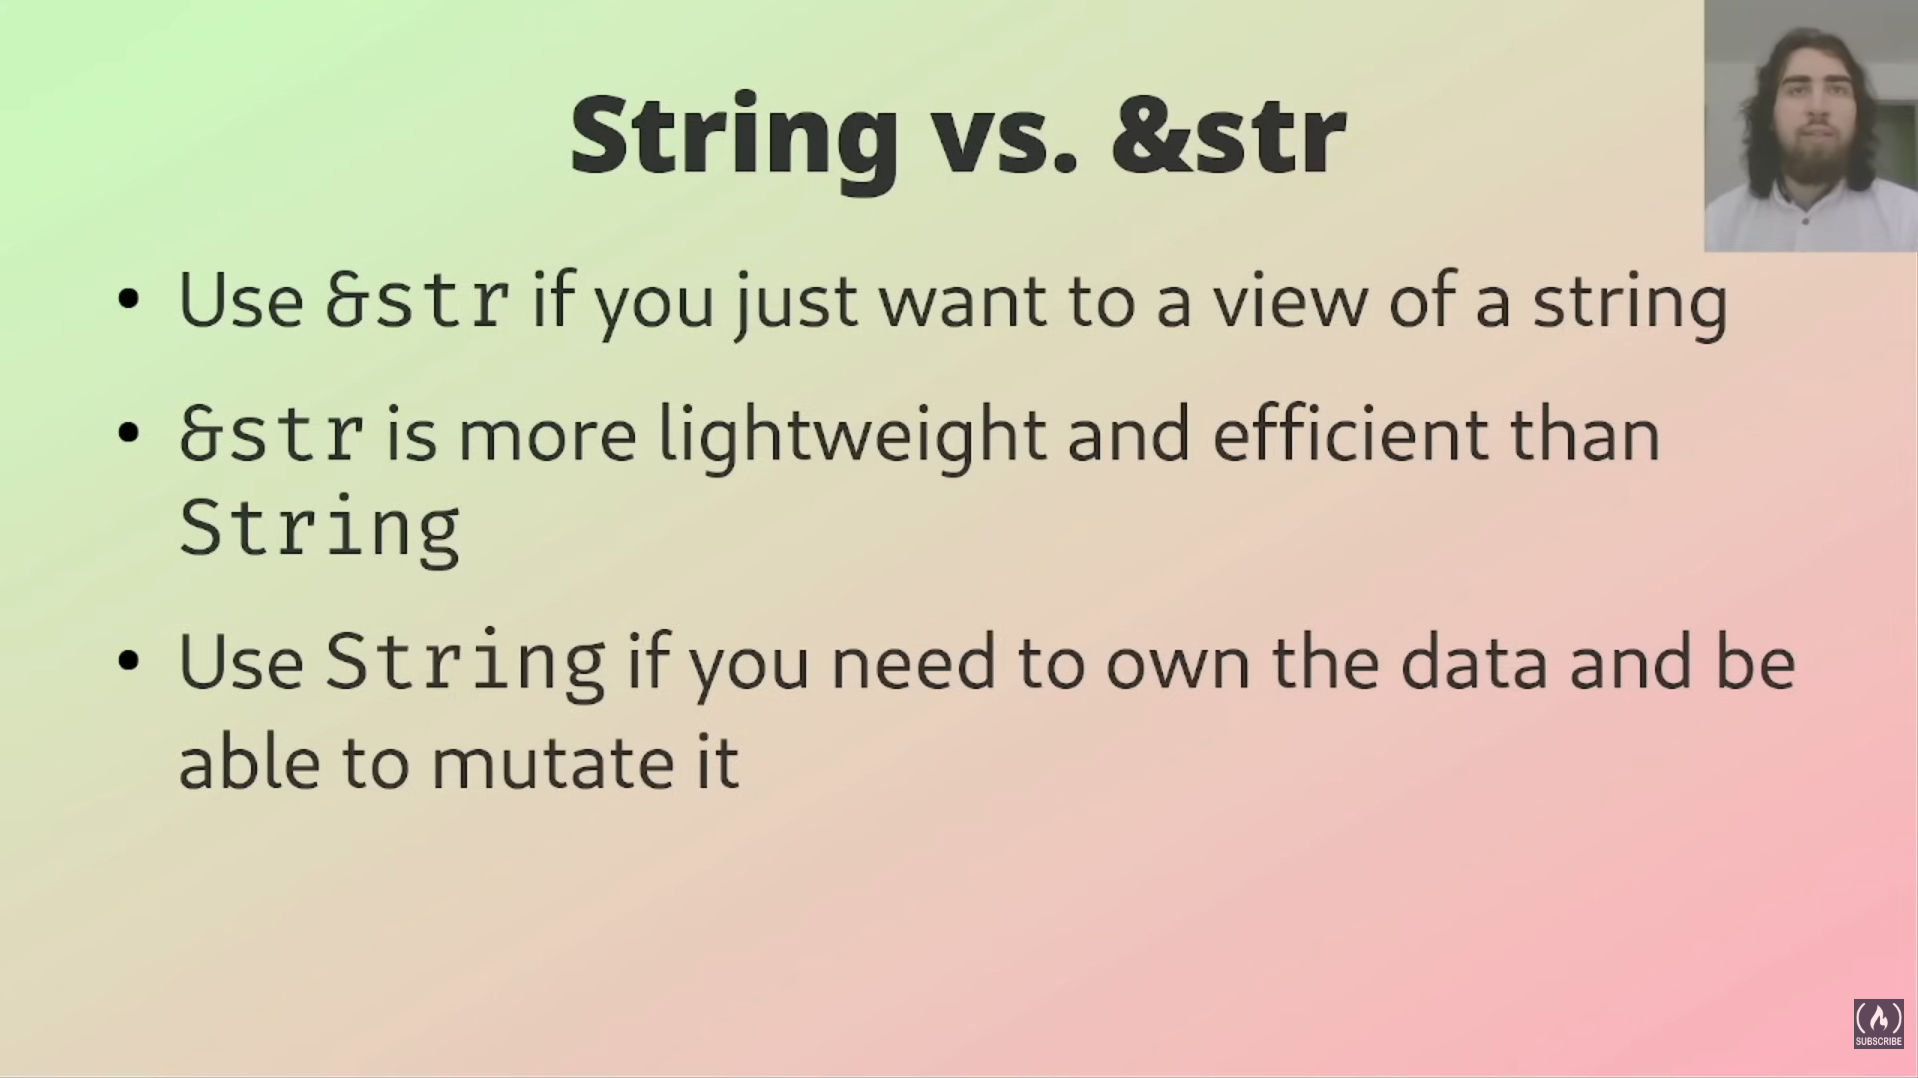 String vs. &str
• Use &str if you just want to a view of a string
• &str is more lightweight and efficient than
String
• Use String if you need to own the data and be
able to mutate it
SUBSCRIBE